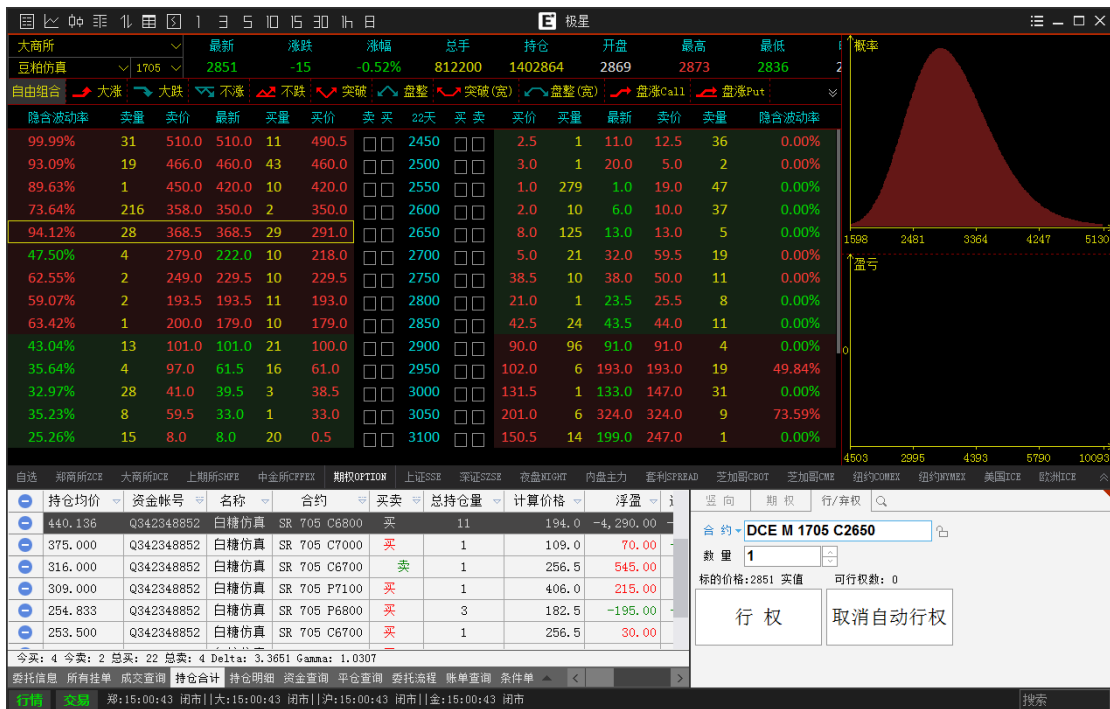 1 3 5 10 15 30 1h 日 E 极星
大商所 最新 涨跌 涨幅 总手 持仓 开盘 最高 最低
豆粕仿真 1705 2851 -15 -0.52% 812200 1402864 2869 2873 2836 2
自由组合 大涨 大跌 不涨 不跌 突破 盘整 突破(宽) 盘整(宽) 盘涨Call 盘涨Put
隐含波动率 卖量 卖价 最新 买量 买价 卖 买 22天 买 卖 买价 买量 最新 卖价 卖量 隐含波动率
99.99% 31 510.0 510.0 11 490.5 2450 2.5 1 11.0 12.5 36 0.00%
93.09% 19 466.0 460.0 43 460.0 2500 3.0 1 20.0 5.0 2 0.00%
89.63% 1 450.0 420.0 10 420.0 2550 1.0 279 1.0 19.0 47 0.00%
73.64% 216 358.0 350.0 2 350.0 2600 2.0 10 6.0 10.0 37 0.00%
94.12% 28 368.5 368.5 29 291.0 2650 8.0 125 13.0 13.0 5 0.00%
47.50% 4 279.0 222.0 10 218.0 2700 5.0 21 32.0 59.5 19 0.00%
62.55% 2 249.0 229.5 10 229.5 2750 38.5 10 38.0 50.0 11 0.00%
59.07% 2 193.5 193.5 11 193.0 2800 21.0 1 23.5 25.5 8 0.00%
63.42% 1 200.0 179.0 10 179.0 2850 42.5 24 43.5 44.0 11 0.00%
43.04% 13 101.0 101.0 21 100.0 2900 90.0 96 91.0 91.0 4 0.00%
35.64% 4 97.0 61.5 16 61.0 2950 102.0 6 193.0 193.0 19 49.84%
32.97% 28 41.0 39.5 3 38.5 3000 131.5 1 133.0 147.0 31 0.00%
35.23% 8 59.5 33.0 1 33.0 3050 201.0 6 324.0 324.0 9 73.59%
25.26% 15 8.0 8.0 20 0.5 3100 150.5 14 199.0 247.0 1 0.00%
概率
1598 2481 3364 4247 5130
盈亏
0
4503 2995 4393 5790 10093
自选 郑商所ZCE 大商所DCE 上期所SHFE 中金所CFFEX 期权OPTION 上证SSE 深证SZSE 夜盘NIGHT 内盘主力 套利SPREAD 芝加哥CBOT 芝加哥CME 纽约COMEX 纽约NYMEX 美国ICE 欧洲ICE
持仓均价 资金帐号 名称 合约 买卖 总持仓量 计算价格 浮盈
440.136 Q342348852 白糖仿真 SR 705 C6800 买 11 194.0 -4,290.00
375.000 Q342348852 白糖仿真 SR 705 C7000 买 1 109.0 70.00
316.000 Q342348852 白糖仿真 SR 705 C6700 卖 1 256.5 545.00
309.000 Q342348852 白糖仿真 SR 705 P7100 买 1 406.0 215.00
254.833 Q342348852 白糖仿真 SR 705 P6800 买 3 182.5 -195.00
253.500 Q342348852 白糖仿真 SR 705 C6700 买 1 256.5 30.00
今买: 4 今卖: 2 总买: 22 总卖: 4 Delta: 3.3651 Gamma: 1.0307
委托信息 所有挂单 成交查询 持仓合计 持仓明细 资金查询 平仓查询 委托流程 账单查询 条件单
竖向 期权 行/弃权
合约 DCE M 1705 C2650
数量 1
标的价格:2851 实值 可行权数: 0
行 权 取消自动行权
行情 交易 郑:15:00:43 闭市||大:15:00:43 闭市||沪:15:00:43 闭市||金:15:00:43 闭市 搜索